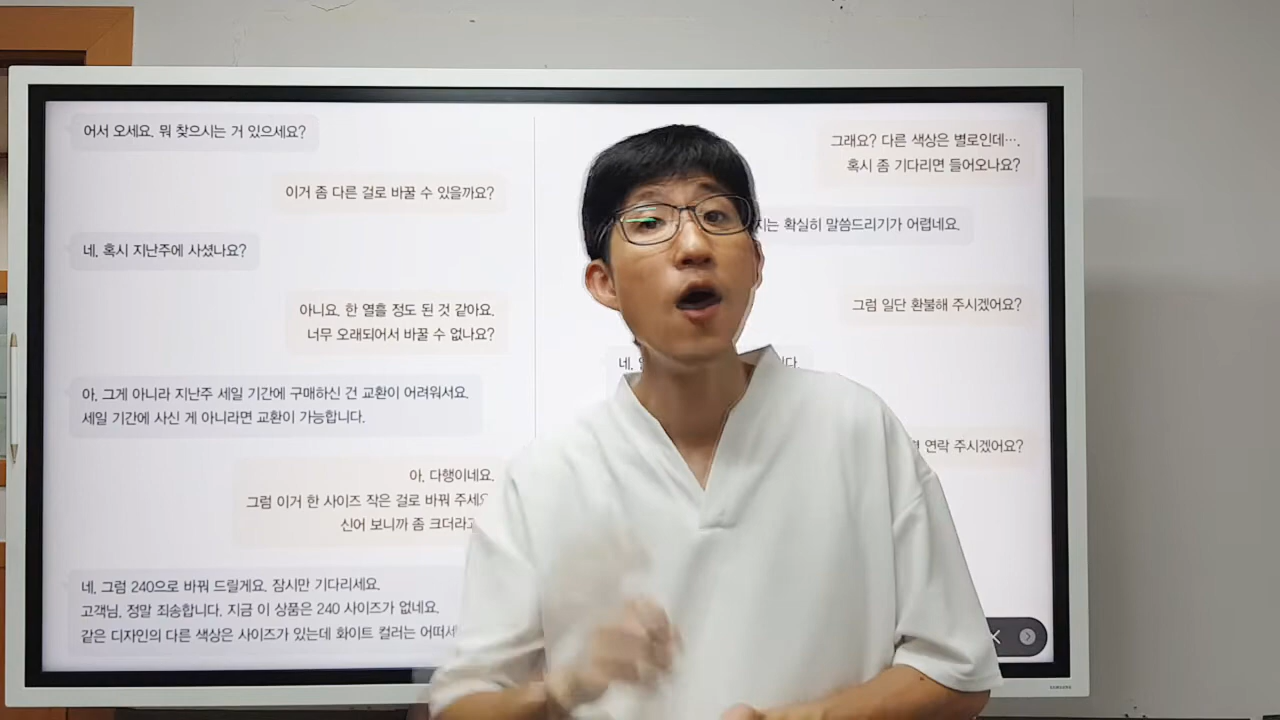 어서 오세요. 뭐 찾으시는 거 있으세요?
이거 좀 다른 걸로 바꿀 수 있을까요?
네. 혹시 지난주에 사셨나요?
아니요. 한 열흘 정도 된 것 같아요.
너무 오래되어서 바꿀 수 없나요?
아, 그게 아니라 지난주 세일 기간에 구매하신 건 교환이 어려워서요.
세일 기간에 사신 게 아니라면 교환이 가능합니다.
아, 다행이네요.
그럼 이거 한 사이즈 작은 걸로 바꿔
신어 보니까 좀
네. 그럼 240으로 바꿔 드릴게요. 잠시만 기다리세요.
고객님, 정말 죄송합니다. 지금 이 상품은 240 사이즈가 없네요.
같은 디자인의 다른 색상은 사이즈가 있는데 화이트 컬러는
그래요? 다른 색상은 별로인데….
혹시 좀 기다리면 들어오나요?
확실히 말씀드리기가 어렵네요.
그럼 일단 환불해 주시겠어요?
네.
연락 주시겠어요?
SAMSUNG